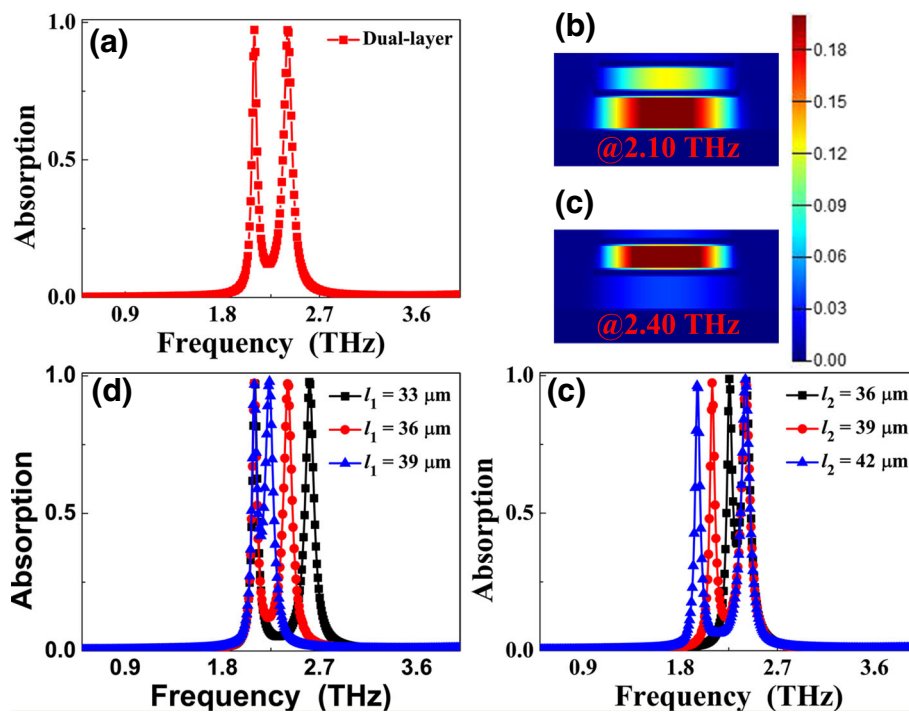 (a)
Dual-layer
1.0
0.5
0.0
Absorption
0.9 1.8 2.7 3.6
Frequency (THz)
(b)
@2.10 THz
(c)
@2.40 THz
0.18
0.15
0.12
0.09
0.06
0.03
0.00
(d)
l1 = 33 μm
l1 = 36 μm
l1 = 39 μm
1.0
0.5
0.0
Absorption
0.9 1.8 2.7 3.6
Frequency (THz)
(c)
l2 = 36 μm
l2 = 39 μm
l2 = 42 μm
1.0
0.5
0.0
Absorption
0.9 1.8 2.7 3.6
Frequency (THz)